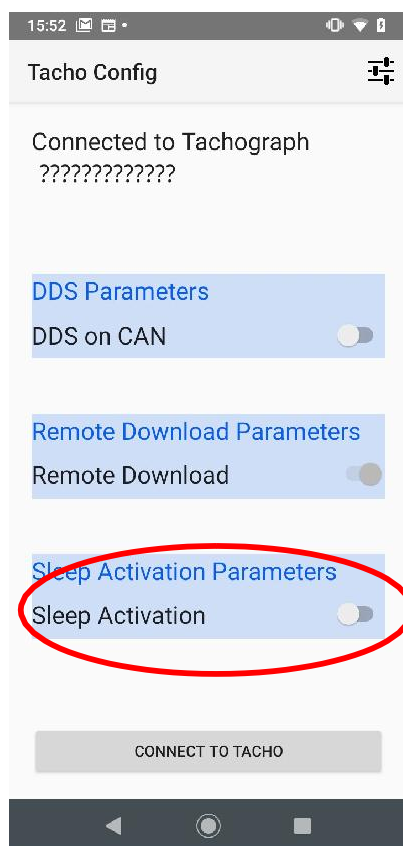 15:52
Tacho Config
Connected to Tachograph
?????????????
DDS Parameters
DDS on CAN
Remote Download Parameters
Remote Download
Sleep Activation Parameters
Sleep Activation
CONNECT TO TACHO